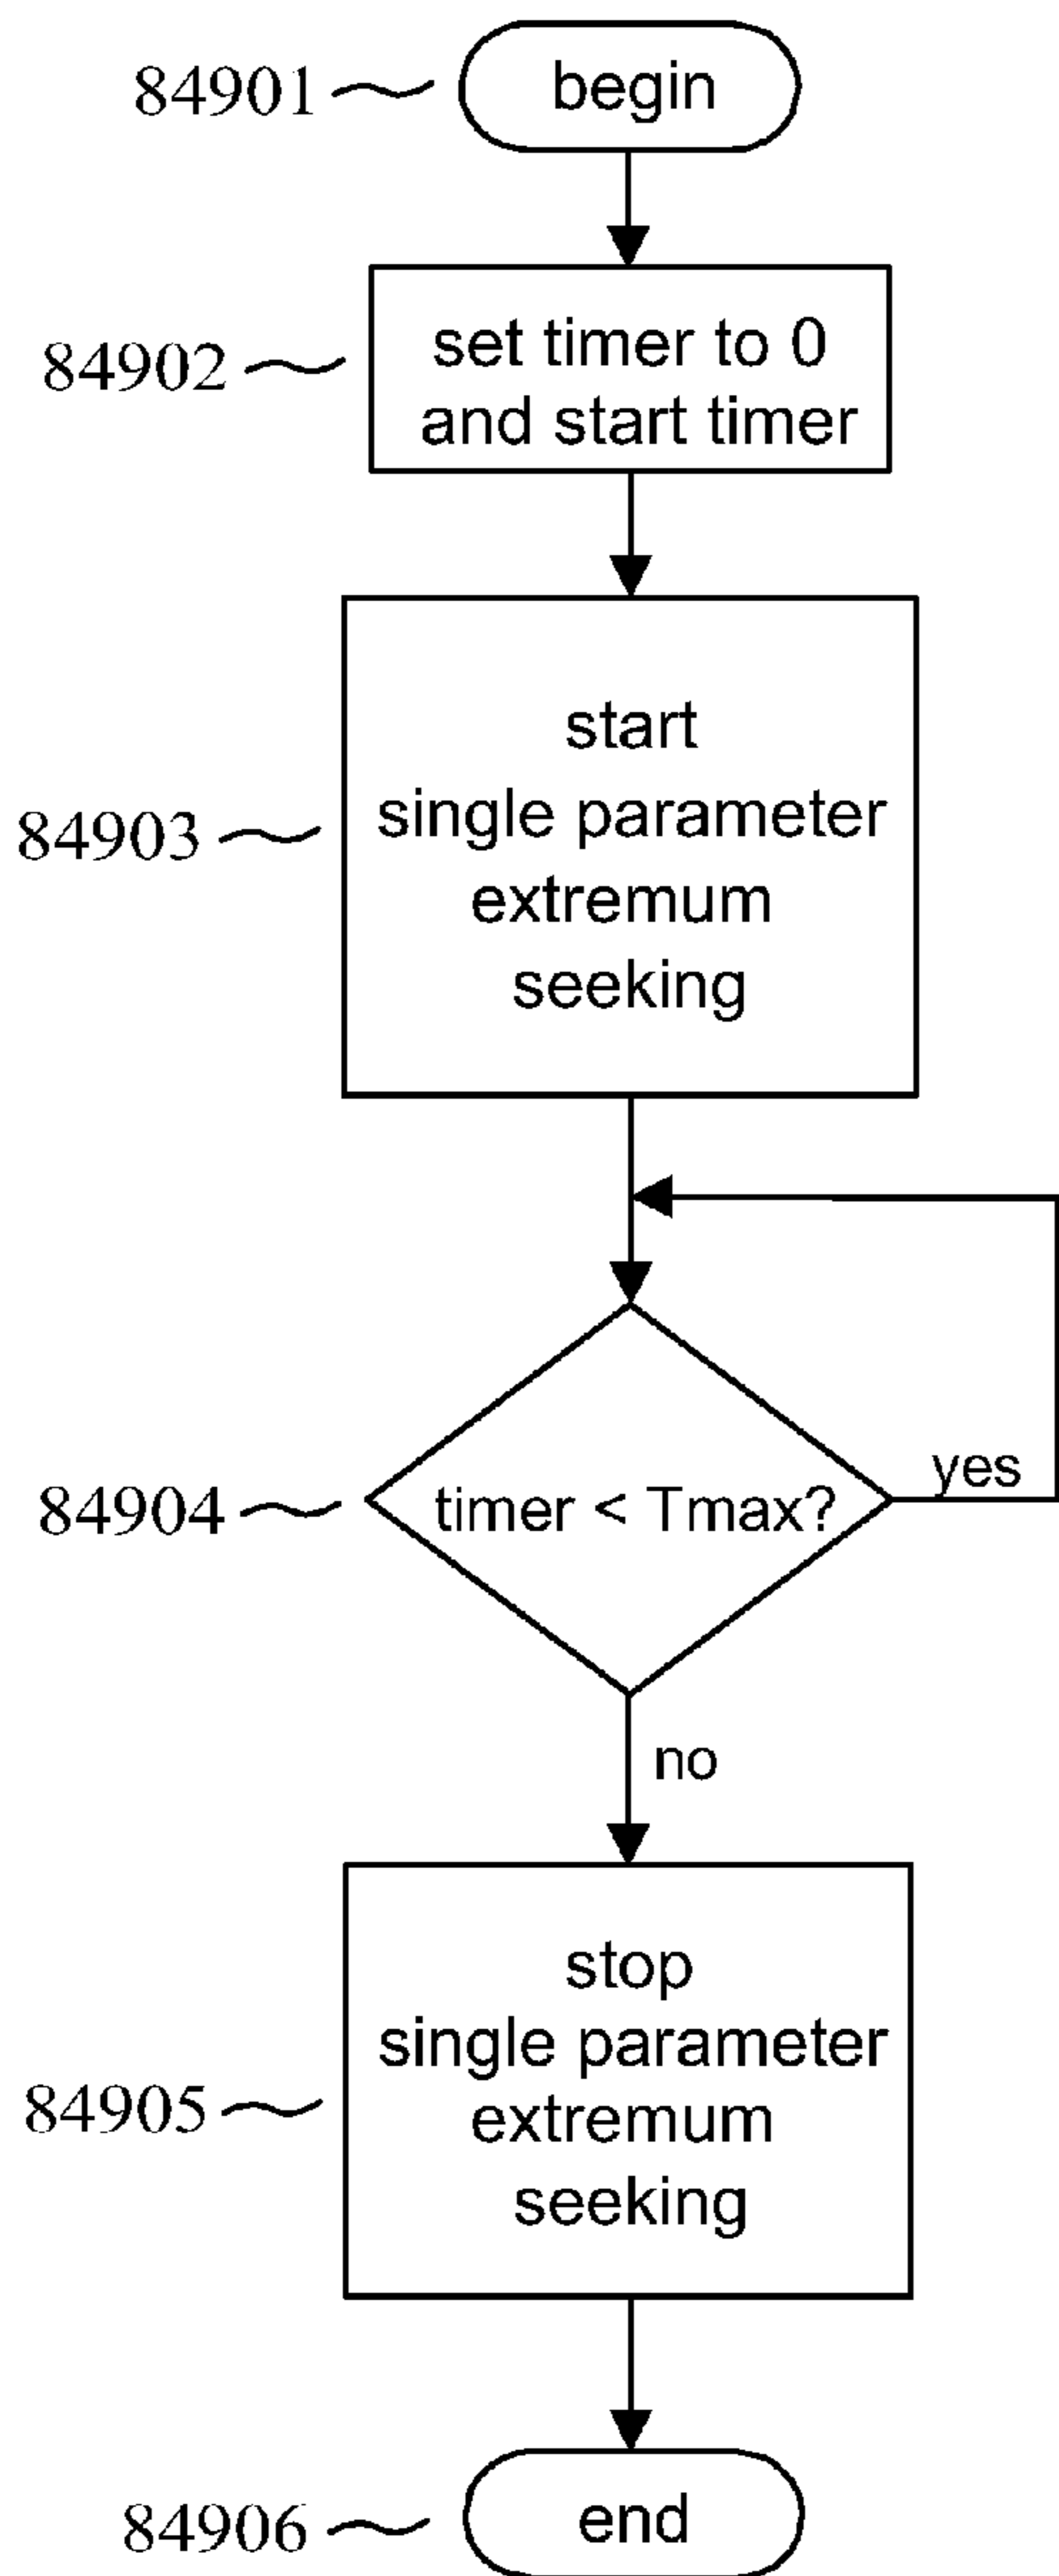 84901
begin
84902
set timer to 0
and start timer
84903
start
single parameter
extremum
seeking
84904
timer < Tmax?
yes
no
84905
stop
single parameter
extremum
seeking
84906
end